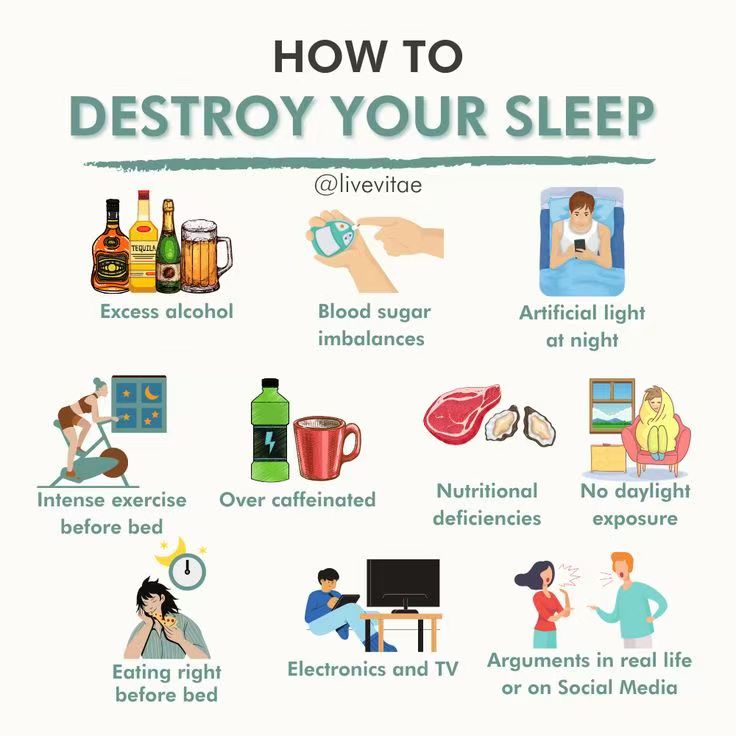 HOW TO
DESTROY YOUR SLEEP
@livevitae
TEQUILA
Excess alcohol
Blood sugar
imbalances
Artificial light
at night
Intense exercise
before bed
Over caffeinated
Nutritional
deficiencies
No daylight
exposure
Eating right
before bed
Electronics and TV
Arguments in real life
or on Social Media